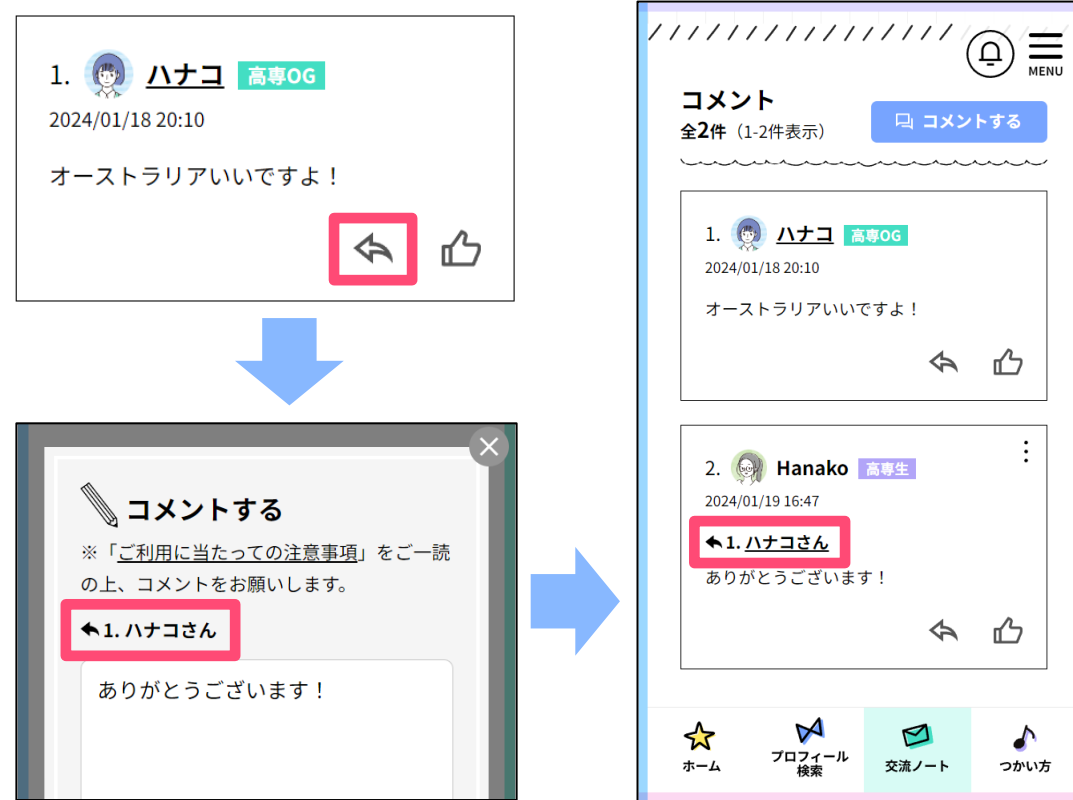 1. ハナコ 高専OG
2024/01/18 20:10
オーストラリアいいですよ！
コメントする
※「ご利用に当たっての注意事項」をご一読
の上、コメントをお願いします。
1. ハナコさん
ありがとうございます！
MENU
コメント
全2件（1-2件表示）
コメントする
1. ハナコ 高専OG
2024/01/18 20:10
オーストラリアいいですよ！
2. Hanako 高専生
2024/01/19 16:47
1. ハナコさん
ありがとうございます！
ホーム
プロフィール
検索
交流ノート
つかい方